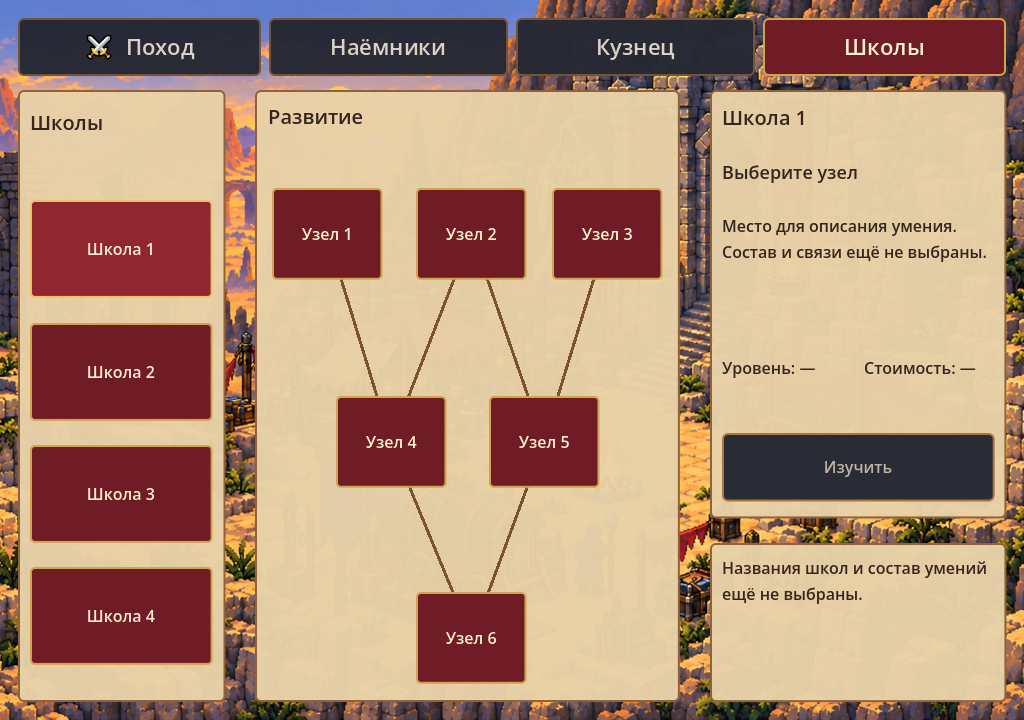 Поход
Наёмники
Кузнец
Школы
Школы
Школа 1
Школа 2
Школа 3
Школа 4
Развитие
Узел 1
Узел 2
Узел 3
Узел 4
Узел 5
Узел 6
Школа 1
Выберите узел
Место для описания умения.
Состав и связи ещё не выбраны.
Уровень: —
Стоимость: —
Изучить
Названия школ и состав умений
ещё не выбраны.